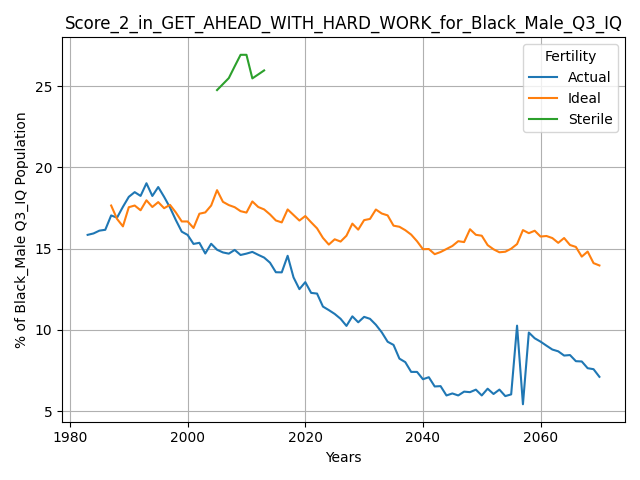 Score_2_in_GET_AHEAD_WITH_HARD_WORK_for_Black_Male_Q3_IQ
% of Black_Male Q3_IQ Population
25
20
15
10
5
1980
2000
2020
2040
2060
Years
Fertility
Actual
Ideal
Sterile